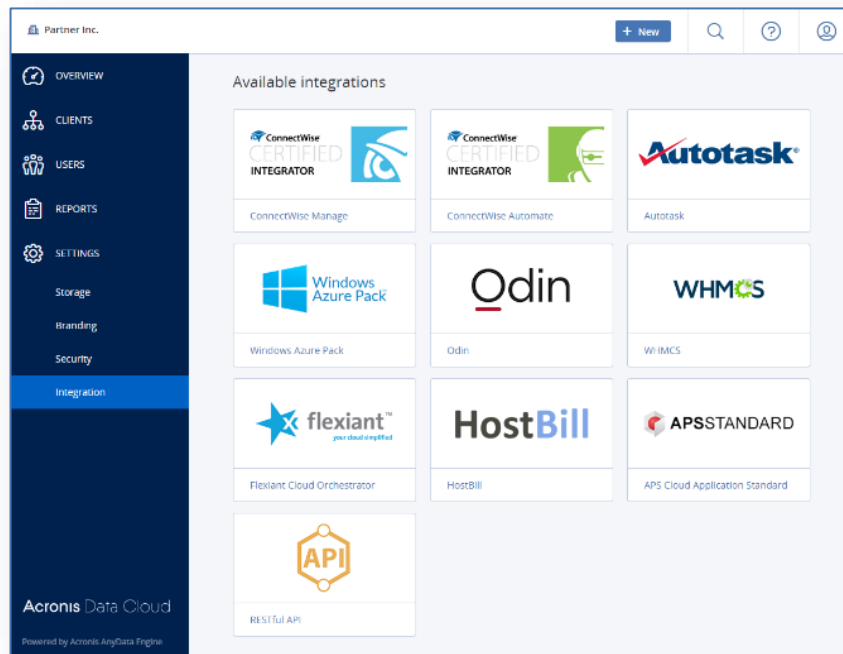 Partner Inc.
+ New
OVERVIEW
CLIENTS
USERS
REPORTS
SETTINGS
Storage
Branding
Security
Integration
Acronis Data Cloud
Powered by Acronis AnyData Engine
Available integrations
ConnectWise
CERTIFIED
INTEGRATOR
ConnectWise Manage
ConnectWise
CERTIFIED
INTEGRATOR
ConnectWise Automate
Autotask
Autotask
Windows
Azure Pack
Windows Azure Pack
Odin
Odin
WHMCS
WHMCS
flexiant™
your cloud simplified
Flexiant Cloud Orchestrator
HostBill
HostBill
APSSTANDARD
APS Cloud Application Standard
API
RESTful API